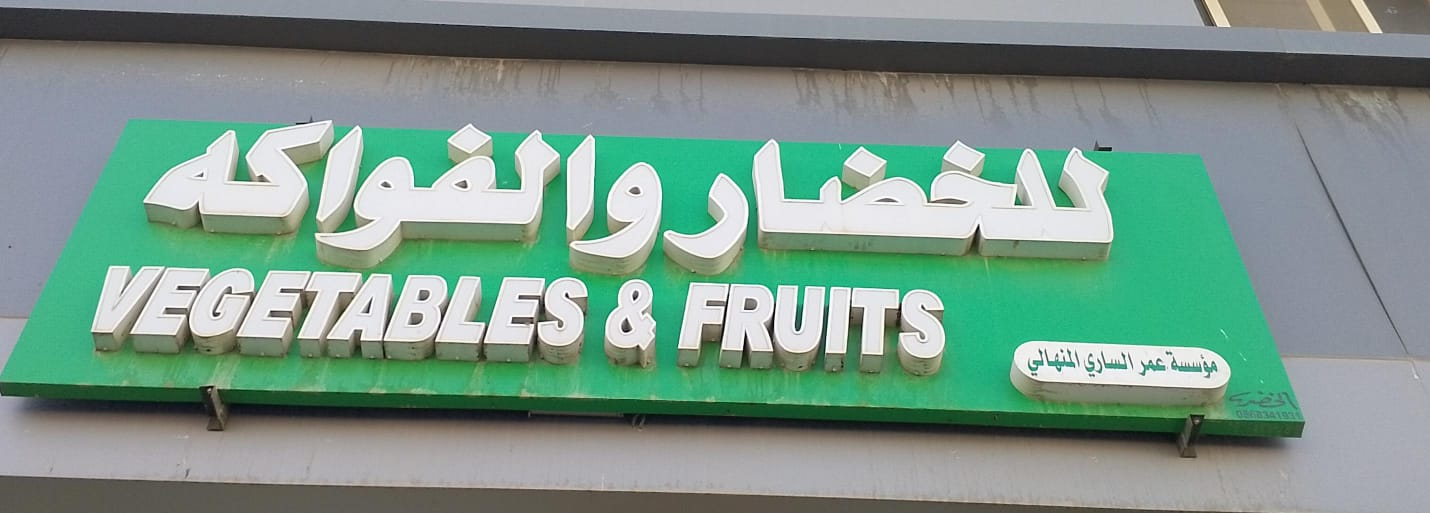 للخضار والفواكه
VEGETABLES & FRUITS
مؤسسة عمر الساري المنهالي